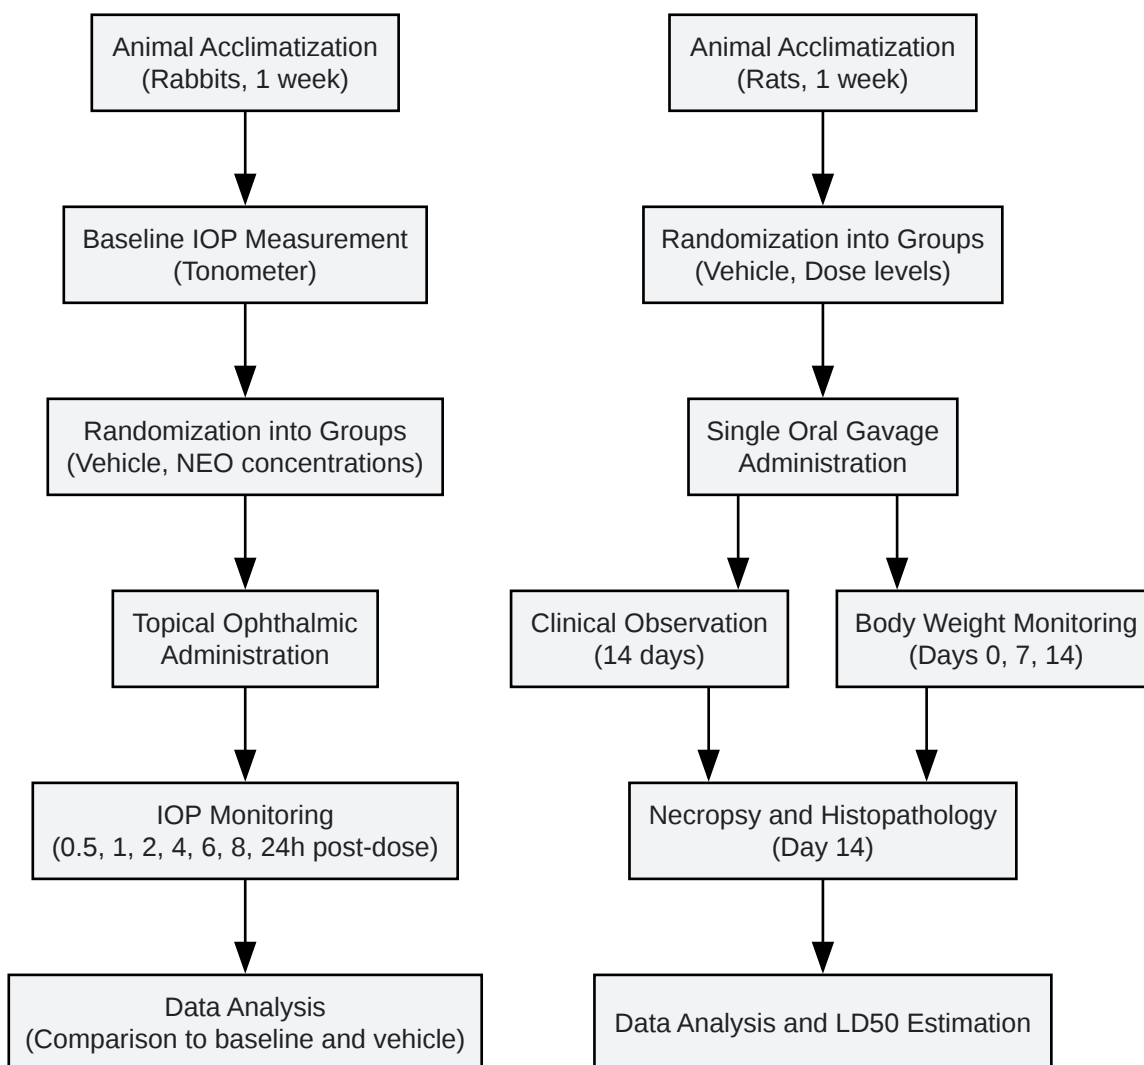 Animal Acclimatization
(Rabbits, 1 week)
Baseline IOP Measurement
(Tonometer)
Randomization into Groups
(Vehicle, NEO concentrations)
Topical Ophthalmic
Administration
IOP Monitoring
(0.5, 1, 2, 4, 6, 8, 24h post-dose)
Data Analysis
(Comparison to baseline and vehicle)
Animal Acclimatization
(Rats, 1 week)
Randomization into Groups
(Vehicle, Dose levels)
Single Oral Gavage
Administration
Clinical Observation
(14 days)
Body Weight Monitoring
(Days 0, 7, 14)
Necropsy and Histopathology
(Day 14)
Data Analysis and LD50 Estimation